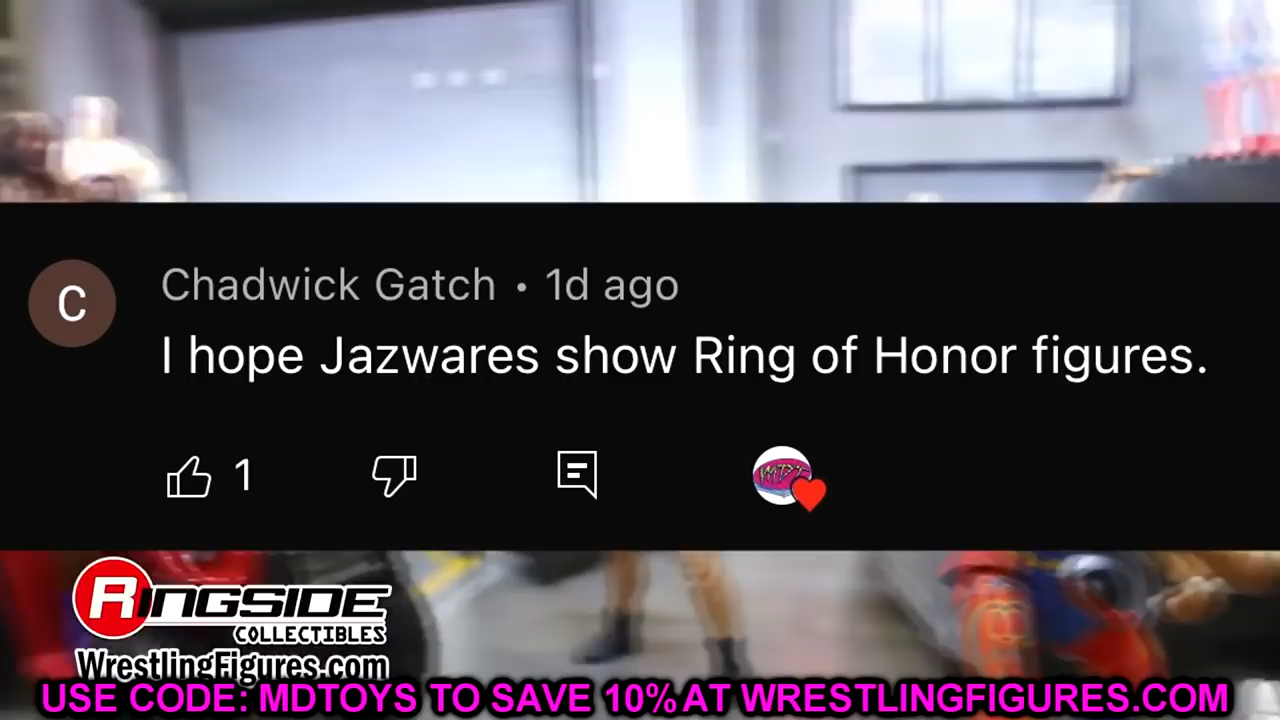 C
Chadwick Gatch • 1d ago
I hope Jazwares show Ring of Honor figures.
1
RINGSIDE
COLLECTIBLES
WrestlingFigures.com
USE CODE: MDTOYS TO SAVE 10% AT WRESTLINGFIGURES.COM